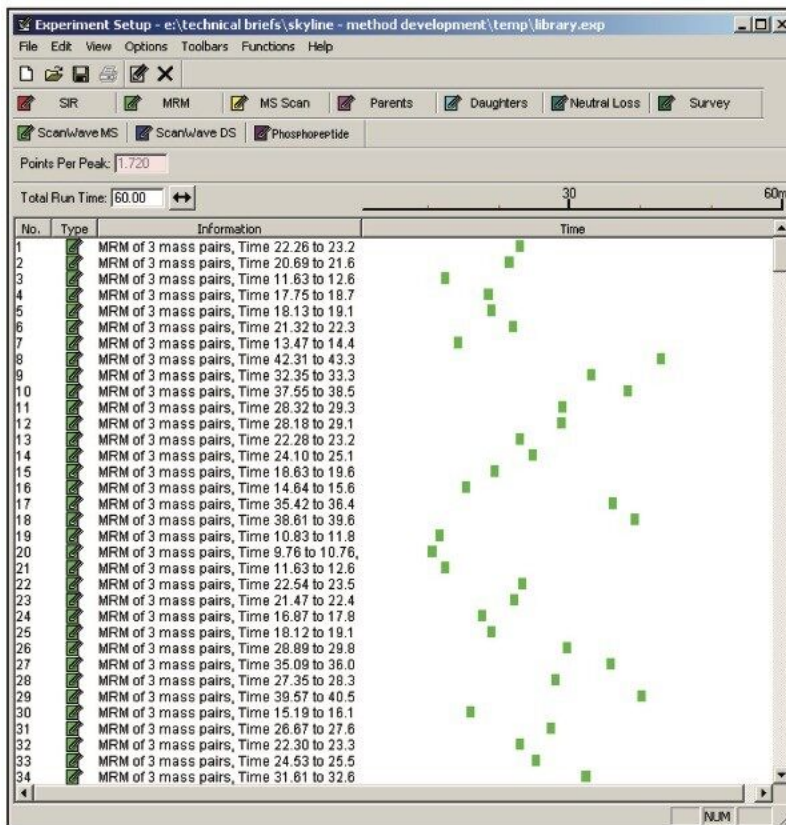 Experiment Setup - e:\technical briefs\skyline - method development\temp\library.exp
File Edit View Options Toolbars Functions Help
SIR MRM MS Scan Parents Daughters Neutral Loss Survey
ScanWave MS ScanWave DS Phosphopeptide
Points Per Peak: 1.720
Total Run Time: 60.00 30 60m
No. Type Information Time
1 MRM of 3 mass pairs, Time 22.26 to 23.2
2 MRM of 3 mass pairs, Time 20.69 to 21.6
3 MRM of 3 mass pairs, Time 11.63 to 12.6
4 MRM of 3 mass pairs, Time 17.75 to 18.7
5 MRM of 3 mass pairs, Time 18.13 to 19.1
6 MRM of 3 mass pairs, Time 21.32 to 22.3
7 MRM of 3 mass pairs, Time 13.47 to 14.4
8 MRM of 3 mass pairs, Time 42.31 to 43.3
9 MRM of 3 mass pairs, Time 32.35 to 33.3
10 MRM of 3 mass pairs, Time 37.55 to 38.5
11 MRM of 3 mass pairs, Time 28.32 to 29.3
12 MRM of 3 mass pairs, Time 28.18 to 29.1
13 MRM of 3 mass pairs, Time 22.28 to 23.2
14 MRM of 3 mass pairs, Time 24.10 to 25.1
15 MRM of 3 mass pairs, Time 18.63 to 19.6
16 MRM of 3 mass pairs, Time 14.64 to 15.6
17 MRM of 3 mass pairs, Time 35.42 to 36.4
18 MRM of 3 mass pairs, Time 38.61 to 39.6
19 MRM of 3 mass pairs, Time 10.83 to 11.8
20 MRM of 3 mass pairs, Time 9.76 to 10.76,
21 MRM of 3 mass pairs, Time 11.63 to 12.6
22 MRM of 3 mass pairs, Time 22.54 to 23.5
23 MRM of 3 mass pairs, Time 21.47 to 22.4
24 MRM of 3 mass pairs, Time 16.87 to 17.8
25 MRM of 3 mass pairs, Time 18.12 to 19.1
26 MRM of 3 mass pairs, Time 28.89 to 29.8
27 MRM of 3 mass pairs, Time 35.09 to 36.0
28 MRM of 3 mass pairs, Time 27.35 to 28.3
29 MRM of 3 mass pairs, Time 39.57 to 40.5
30 MRM of 3 mass pairs, Time 15.19 to 16.1
31 MRM of 3 mass pairs, Time 26.67 to 27.6
32 MRM of 3 mass pairs, Time 22.30 to 23.3
33 MRM of 3 mass pairs, Time 24.53 to 25.5
34 MRM of 3 mass pairs, Time 31.61 to 32.6
NUM